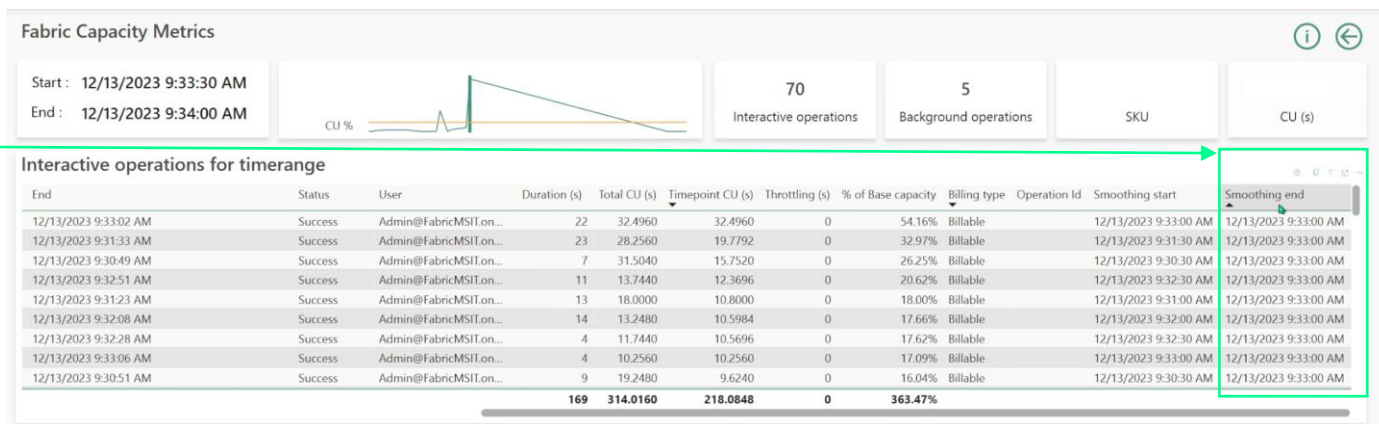 Fabric Capacity Metrics
Start : 12/13/2023 9:33:30 AM
End : 12/13/2023 9:34:00 AM
CU %
70
Interactive operations
5
Background operations
SKU
CU (s)
Interactive operations for timerange
End Status User Duration (s) Total CU (s) Timepoint CU (s) Throttling (s) % of Base capacity Billing type Operation Id Smoothing start Smoothing end
12/13/2023 9:33:02 AM Success Admin@FabricMSIT.on... 22 32.4960 32.4960 0 54.16% Billable 12/13/2023 9:33:00 AM 12/13/2023 9:33:00 AM
12/13/2023 9:31:33 AM Success Admin@FabricMSIT.on... 23 28.2560 19.7792 0 32.97% Billable 12/13/2023 9:31:30 AM 12/13/2023 9:33:00 AM
12/13/2023 9:30:49 AM Success Admin@FabricMSIT.on... 7 31.5040 15.7520 0 26.25% Billable 12/13/2023 9:30:30 AM 12/13/2023 9:33:00 AM
12/13/2023 9:32:51 AM Success Admin@FabricMSIT.on... 11 13.7440 12.3696 0 20.62% Billable 12/13/2023 9:32:30 AM 12/13/2023 9:33:00 AM
12/13/2023 9:31:23 AM Success Admin@FabricMSIT.on... 13 18.0000 10.8000 0 18.00% Billable 12/13/2023 9:31:00 AM 12/13/2023 9:33:00 AM
12/13/2023 9:32:08 AM Success Admin@FabricMSIT.on... 14 13.2480 10.5984 0 17.66% Billable 12/13/2023 9:32:00 AM 12/13/2023 9:33:00 AM
12/13/2023 9:32:28 AM Success Admin@FabricMSIT.on... 4 11.7440 10.5696 0 17.62% Billable 12/13/2023 9:32:30 AM 12/13/2023 9:33:00 AM
12/13/2023 9:33:06 AM Success Admin@FabricMSIT.on... 4 10.2560 10.2560 0 17.09% Billable 12/13/2023 9:33:00 AM 12/13/2023 9:33:00 AM
12/13/2023 9:30:51 AM Success Admin@FabricMSIT.on... 9 19.2480 9.6240 0 16.04% Billable 12/13/2023 9:30:30 AM 12/13/2023 9:33:00 AM
169 314.0160 218.0848 0 363.47%